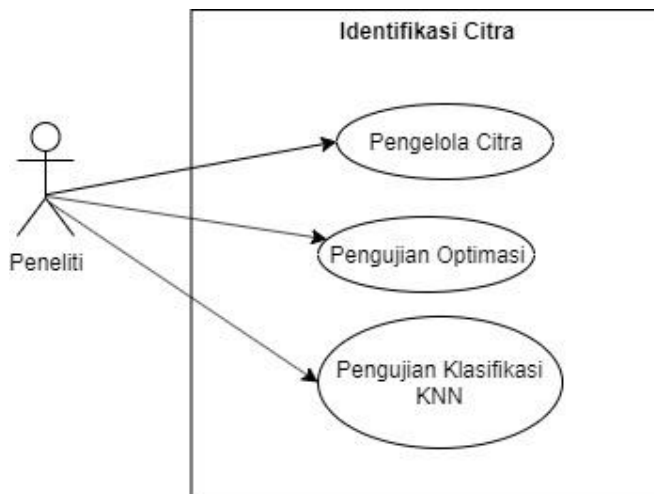 Identifikasi Citra
Pengelola Citra
Peneliti
Pengujian Optimasi
Pengujian Klasifikasi
KNN